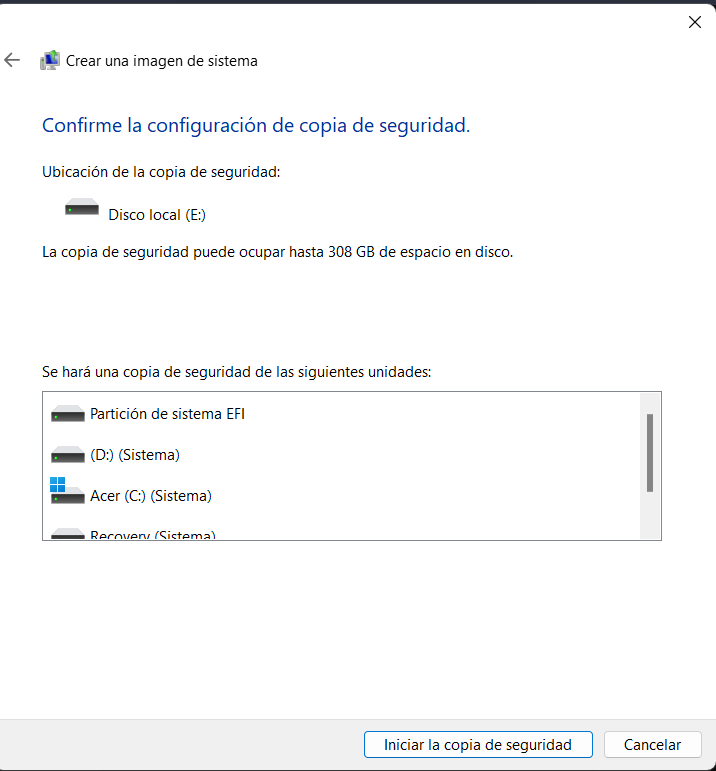 Crear una imagen de sistema
Confirme la configuración de copia de seguridad.
Ubicación de la copia de seguridad:
Disco local (E:)
La copia de seguridad puede ocupar hasta 308 GB de espacio en disco.
Se hará una copia de seguridad de las siguientes unidades:
Partición de sistema EFI
(D:) (Sistema)
Acer (C:) (Sistema)
Recovery (Sistema)
Iniciar la copia de seguridad
Cancelar